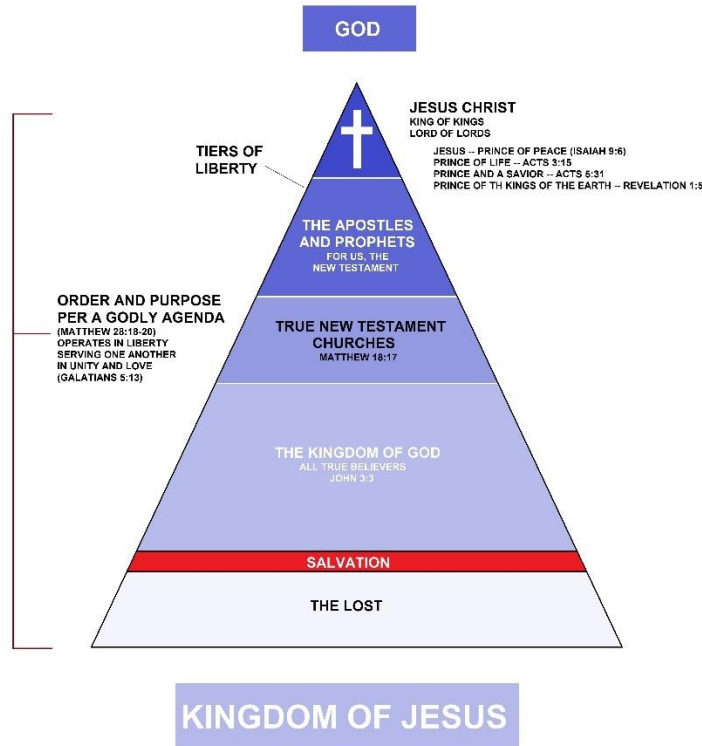 GOD
JESUS CHRIST
KING OF KINGS
LORD OF LORDS
JESUS -- PRINCE OF PEACE (ISAIAH 9:6)
PRINCE OF LIFE -- ACTS 3:15
PRINCE AND A SAVIOR -- ACTS 5:31
PRINCE OF TH KINGS OF THE EARTH -- REVELATION 1:5
TIERS OF
LIBERTY
THE APOSTLES
AND PROPHETS
FOR US, THE
NEW TESTAMENT
ORDER AND PURPOSE
PER A GODLY AGENDA
(MATTHEW 28:18-20)
OPERATES IN LIBERTY
SERVING ONE ANOTHER
IN UNITY AND LOVE
(GALATIANS 5:13)
TRUE NEW TESTAMENT
CHURCHES
MATTHEW 18:17
THE KINGDOM OF GOD
ALL TRUE BELIEVERS
JOHN 3:3
SALVATION
THE LOST
KINGDOM OF JESUS